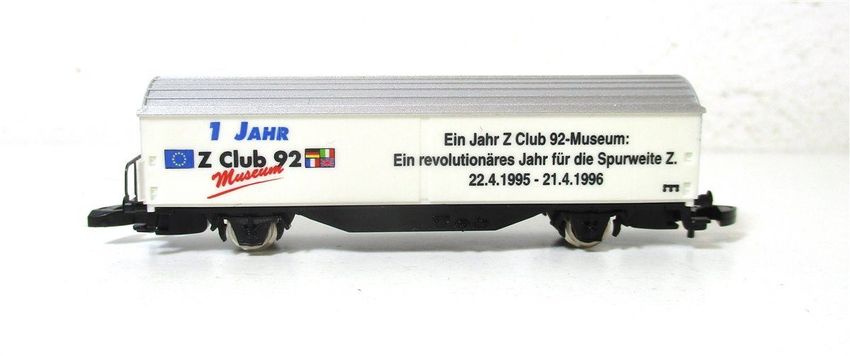 1 JAHR
Z Club 92
Museum
Ein Jahr Z Club 92-Museum:
Ein revolutionäres Jahr für die Spurweite Z.
22.4.1995 - 21.4.1996